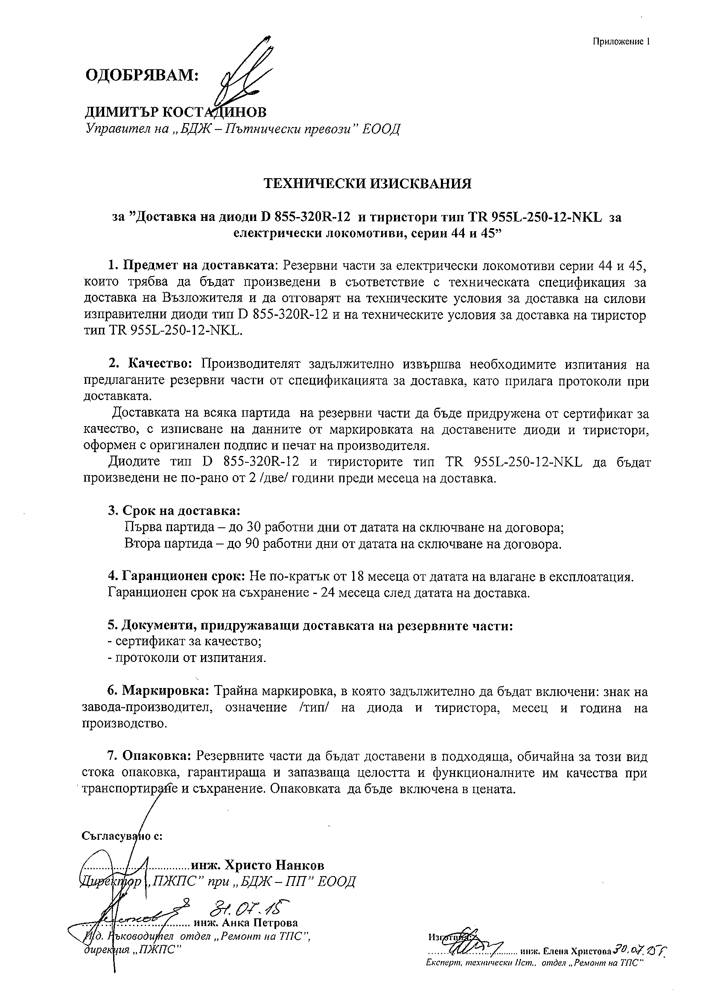 Приложение 1
ОДОБРЯВАМ:
ДИМИТЪР КОСТАДИНОВ
Управител на „БДЖ – Пътнически превози” ЕООД
ТЕХНИЧЕСКИ ИЗИСКВАНИЯ
за ”Доставка на диоди D 855-320R-12 и тиристори тип TR 955L-250-12-NKL за
електрически локомотиви, серии 44 и 45”
1. Предмет на доставката: Резервни части за електрически локомотиви серии 44 и 45,
които трябва да бъдат произведени в съответствие с техническата спецификация за
доставка на Възложителя и да отговарят на техническите условия за доставка на силови
изправителни диоди тип D 855-320R-12 и на техническите условия за доставка на тиристор
тип TR 955L-250-12-NKL.
2. Качество: Производителят задължително извършва необходимите изпитания на
предлаганите резервни части от спецификацията за доставка, като прилага протоколи при
доставката.
Доставката на всяка партида на резервни части да бъде придружена от сертификат за
качество, с изписване на данните от маркировката на доставените диоди и тиристори,
оформен с оригинален подпис и печат на производителя.
Диодите тип D 855-320R-12 и тиристорите тип TR 955L-250-12-NKL да бъдат
произведени не по-рано от 2 /две/ години преди месеца на доставка.
3. Срок на доставка:
Първа партида – до 30 работни дни от датата на сключване на договора;
Втора партида – до 90 работни дни от датата на сключване на договора.
4. Гаранционен срок: Не по-кратък от 18 месеца от датата на влагане в експлоатация.
Гаранционен срок на съхранение - 24 месеца след датата на доставка.
5. Документи, придружаващи доставката на резервните части:
- сертификат за качество;
- протоколи от изпитания.
6. Маркировка: Трайна маркировка, в която задължително да бъдат включени: знак на
завода-производител, означение /тип/ на диода и тиристора, месец и година на
производство.
7. Опаковка: Резервните части да бъдат доставени в подходяща, обичайна за този вид
стока опаковка, гарантираща и запазваща целостта и функционалните им качества при
транспортиране и съхранение. Опаковката да бъде включена в цената.
Съгласувано с:
................................инж. Христо Нанков
Директор „ПЖПС” при „БДЖ – ПП” ЕООД
31.07.15
................................ инж. Анка Петрова
И.д. Ръководител отдел „Ремонт на ТПС”,
дирекция „ПЖПС”
Изготвил:
................................ инж. Елена Христова 30.07.15г.
Експерт, технически IIст., отдел „Ремонт на ТПС”